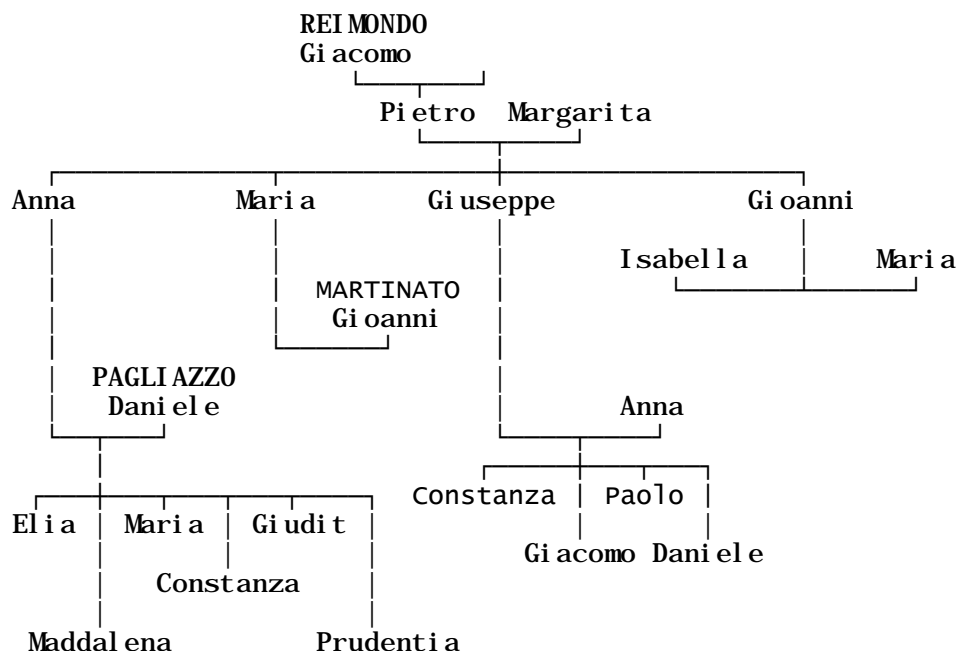 REIMONDO
Giacomo
Pietro Margarita
Anna Maria Giuseppe Gioanni
Isabella Maria
MARTINATO
Gioanni
PAGLIAZZO
Daniele Anna
Constanza Paolo
Elia Maria Giudit
Giacomo Daniele
Constanza
Maddalena Prudentia